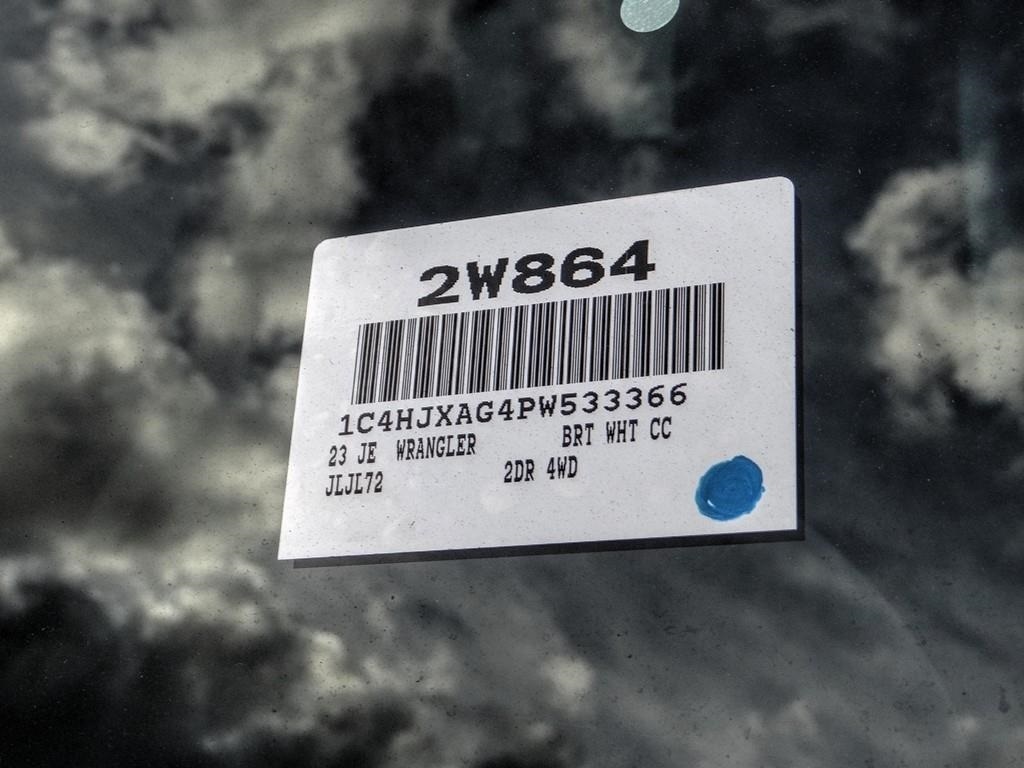 2W864
1C4HJXAG4PW533366
23 JE WRANGLER BRT WHT CC
JLJL72 2DR 4WD